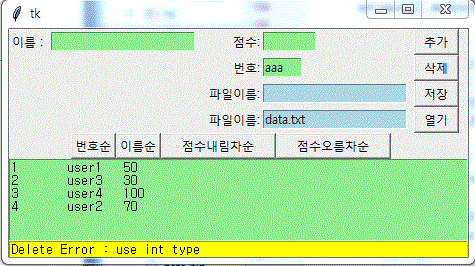 tk
이름 : 점수: 추가
번호: aaa 삭제
파일이름: 저장
파일이름: data.txt 열기
번호순 이름순 점수내림차순 점수오름차순
1 user1 50
2 user3 30
3 user4 100
4 user2 70
Delete Error : use int type